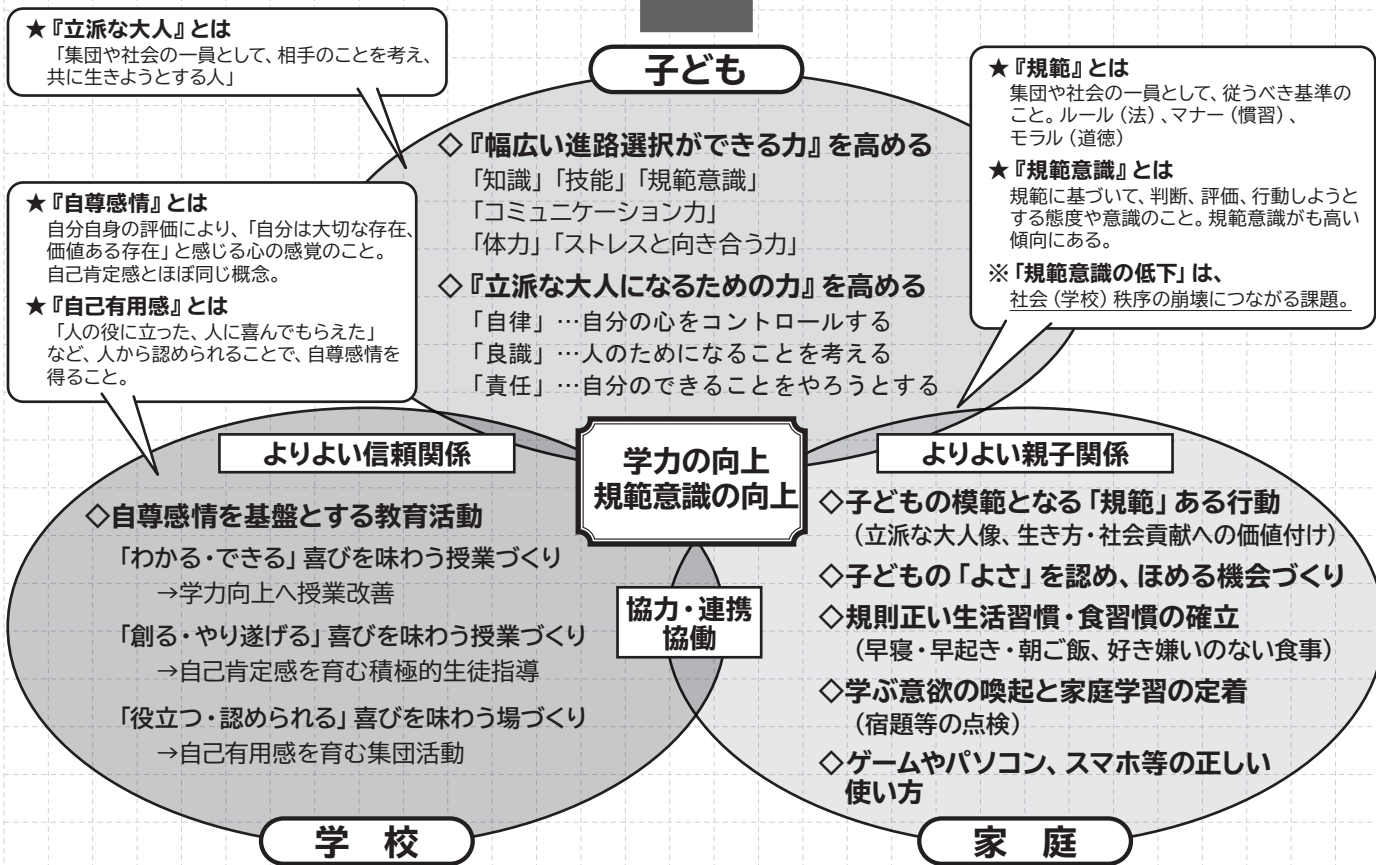 ★『立派な大人』とは
「集団や社会の一員として、相手のことを考え、
共に生きようとする人」
子ども
◇『幅広い進路選択ができる力』を高める
「知識」「技能」「規範意識」
「コミュニケーション力」
「体力」「ストレスと向き合う力」
◇『立派な大人になるための力』を高める
「自律」…自分の心をコントロールする
「良識」…人のためになることを考える
「責任」…自分のできることをやろうとする
★『規範』とは
集団や社会の一員として、従うべき基準の
こと。ルール(法)、マナー(慣習)、
モラル(道徳)
★『規範意識』とは
規範に基づいて、判断、評価、行動しようと
する態度や意識のこと。規範意識がも高い
傾向にある。
※「規範意識の低下」は、
社会(学校)秩序の崩壊につながる課題。
★『自尊感情』とは
自分自身の評価により、「自分は大切な存在、
価値ある存在」と感じる心の感覚のこと。
自己肯定感とほぼ同じ概念。
★『自己有用感』とは
「人の役に立った、人に喜んでもらえた」
など、人から認められることで、自尊感情を
得ること。
学力の向上
規範意識の向上
よりよい信頼関係
◇自尊感情を基盤とする教育活動
「わかる・できる」喜びを味わう授業づくり
→学力向上へ授業改善
「創る・やり遂げる」喜びを味わう授業づくり
→自己肯定感を育む積極的生徒指導
「役立つ・認められる」喜びを味わう場づくり
→自己有用感を育む集団活動
学 校
協力・連携
協働
よりよい親子関係
◇子どもの模範となる「規範」ある行動
(立派な大人像、生き方・社会貢献への価値付け)
◇子どもの「よさ」を認め、ほめる機会づくり
◇規則正い生活習慣・食習慣の確立
(早寝・早起き・朝ご飯、好き嫌いのない食事)
◇学ぶ意欲の喚起と家庭学習の定着
(宿題等の点検)
◇ゲームやパソコン、スマホ等の正しい
使い方
家 庭